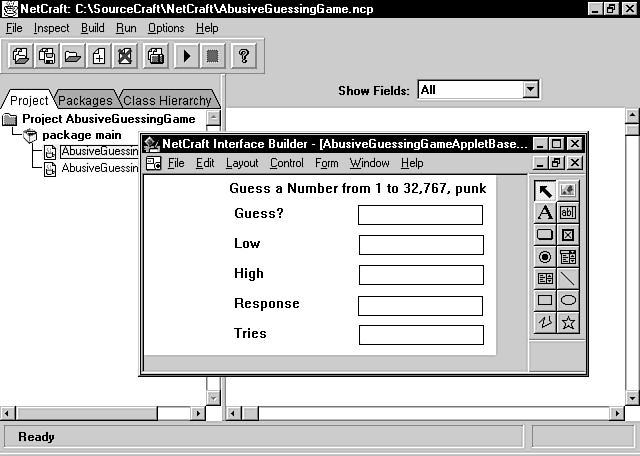 NetCraft: C:\SourceCraft\NetCraft\AbusiveGuessingGame.ncp
File Inspect Build Run Options Help
?
Show Fields: All
Project Packages Class Hierarchy
Project AbusiveGuessingGame
package main
AbusiveGuessin
AbusiveGuessin
NetCraft Interface Builder - [AbusiveGuessingGameAppletBase...
File Edit Layout Control Form Window Help
Guess a Number from 1 to 32,767, punk
Guess?
Low
High
Response
Tries
A ab|
Ready